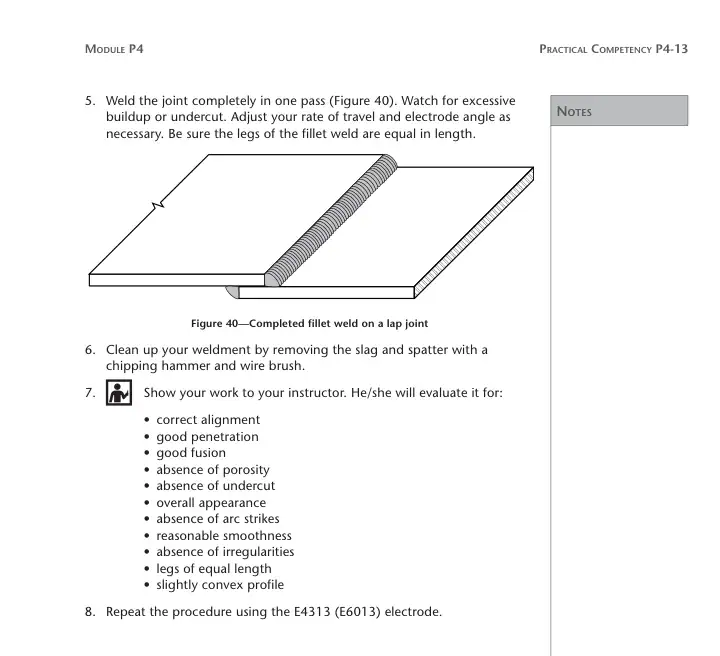 MODULE P4
PRACTICAL COMPETENCY P4-13
NOTES
5. Weld the joint completely in one pass (Figure 40). Watch for excessive
buildup or undercut. Adjust your rate of travel and electrode angle as
necessary. Be sure the legs of the fillet weld are equal in length.
Figure 40—Completed fillet weld on a lap joint
6. Clean up your weldment by removing the slag and spatter with a
chipping hammer and wire brush.
7. Show your work to your instructor. He/she will evaluate it for:
• correct alignment
• good penetration
• good fusion
• absence of porosity
• absence of undercut
• overall appearance
• absence of arc strikes
• reasonable smoothness
• absence of irregularities
• legs of equal length
• slightly convex profile
8. Repeat the procedure using the E4313 (E6013) electrode.